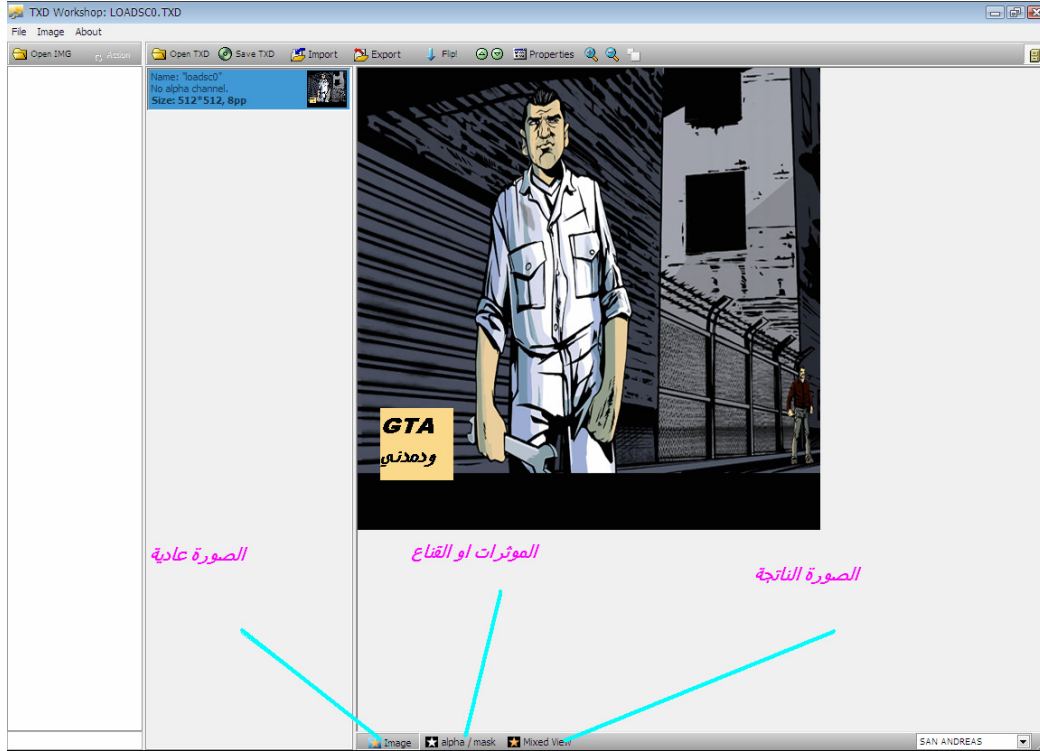 TXD Workshop: LOADSC0.TXD
File Image About
Open IMG Action Open TXD Save TXD Import Export Flip! Properties
Name: "loadsc0"
No alpha channel.
Size: 512*512, 8pp
GTA
ودمدني
الصورة عادية
الموثرات او القناع
الصورة الناتجة
Image alpha / mask Mixed View
SAN ANDREAS